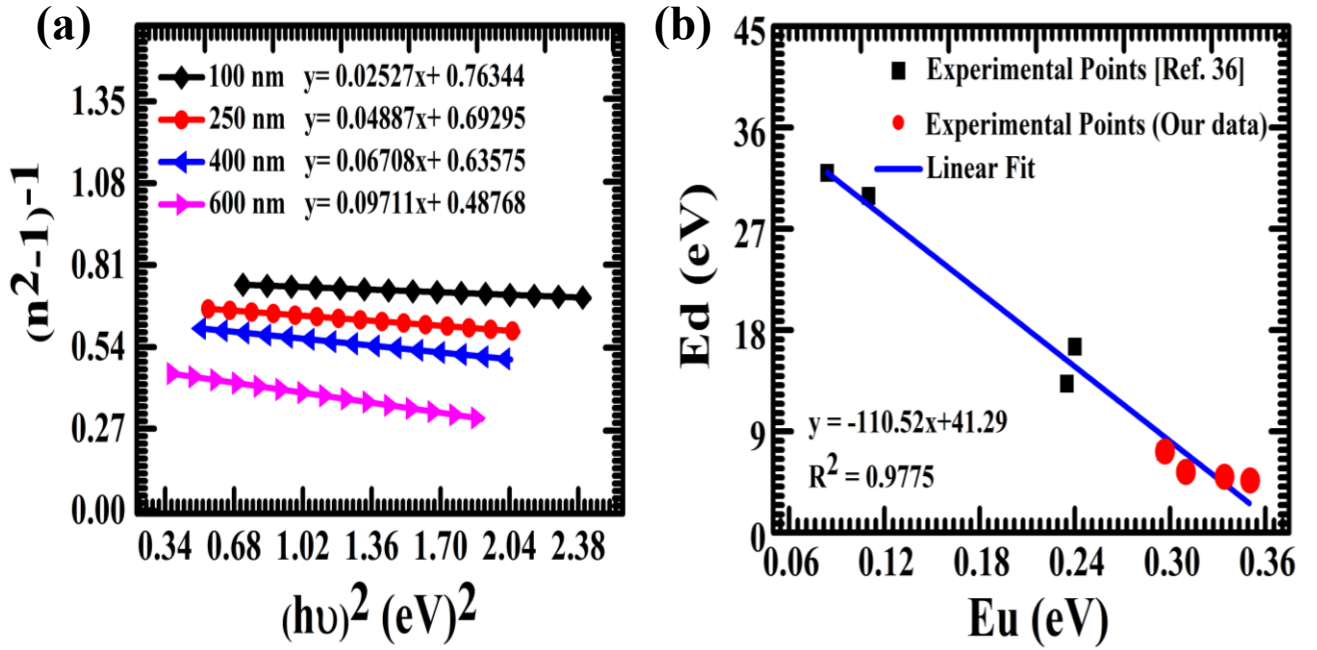 (a)
100 nm y= 0.02527x+ 0.76344
250 nm y= 0.04887x+ 0.69295
400 nm y= 0.06708x+ 0.63575
600 nm y= 0.09711x+ 0.48768
1.35
1.08
0.81
0.54
0.27
0.00
(n²-1)-1
0.34 0.68 1.02 1.36 1.70 2.04 2.38
(hυ)² (eV)²
(b)
Experimental Points [Ref. 36]
Experimental Points (Our data)
Linear Fit
45
36
27
18
9
0
Ed (eV)
y = -110.52x+41.29
R² = 0.9775
0.06 0.12 0.18 0.24 0.30 0.36
Eu (eV)